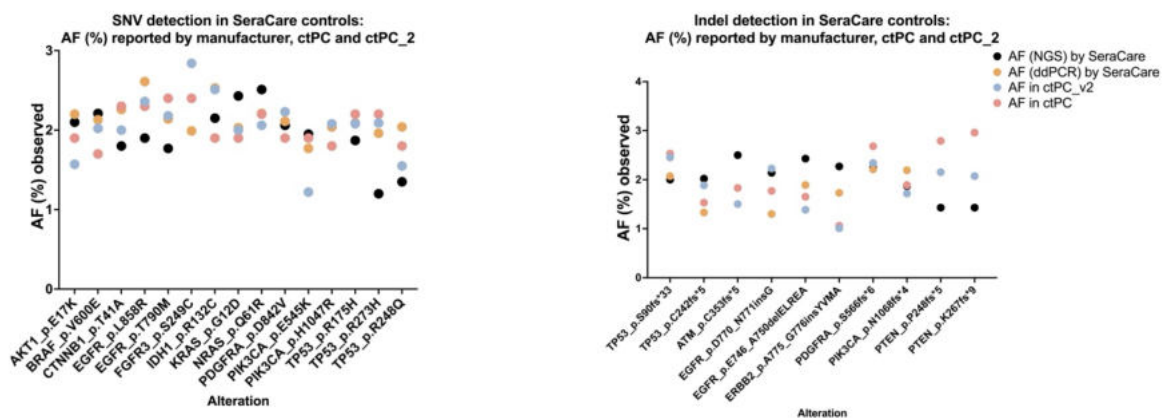 SNV detection in SeraCare controls:
AF (%) reported by manufacturer, ctPC and ctPC_2
AF (%) observed
3
2
1
0
AKT1_p.E17K
BRAF_p.V600E
CTNNB1_p.T41A
EGFR_p.L858R
EGFR_p.T790M
FGFR3_p.S249C
IDH1_p.R132C
KRAS_p.G12D
NRAS_p.Q61R
PDGFRA_p.D842V
PIK3CA_p.E545K
PIK3CA_p.H1047R
TP53_p.R175H
TP53_p.R273H
TP53_p.R248Q
Alteration
Indel detection in SeraCare controls:
AF (%) reported by manufacturer, ctPC and ctPC_2
AF (NGS) by SeraCare
AF (ddPCR) by SeraCare
AF in ctPC_v2
AF in ctPC
AF (%) observed
4
3
2
1
0
TP53_p.S90fs*33
TP53_p.C242fs*5
ATM_p.C353fs*5
EGFR_p.D770_N771insG
EGFR_p.E746_A750delELREA
ERBB2_p.A775_G776insYVMA
PDGFRA_p.S566fs*6
PIK3CA_p.N1068fs*4
PTEN_p.P248fs*5
PTEN_p.K267fs*9
Alteration